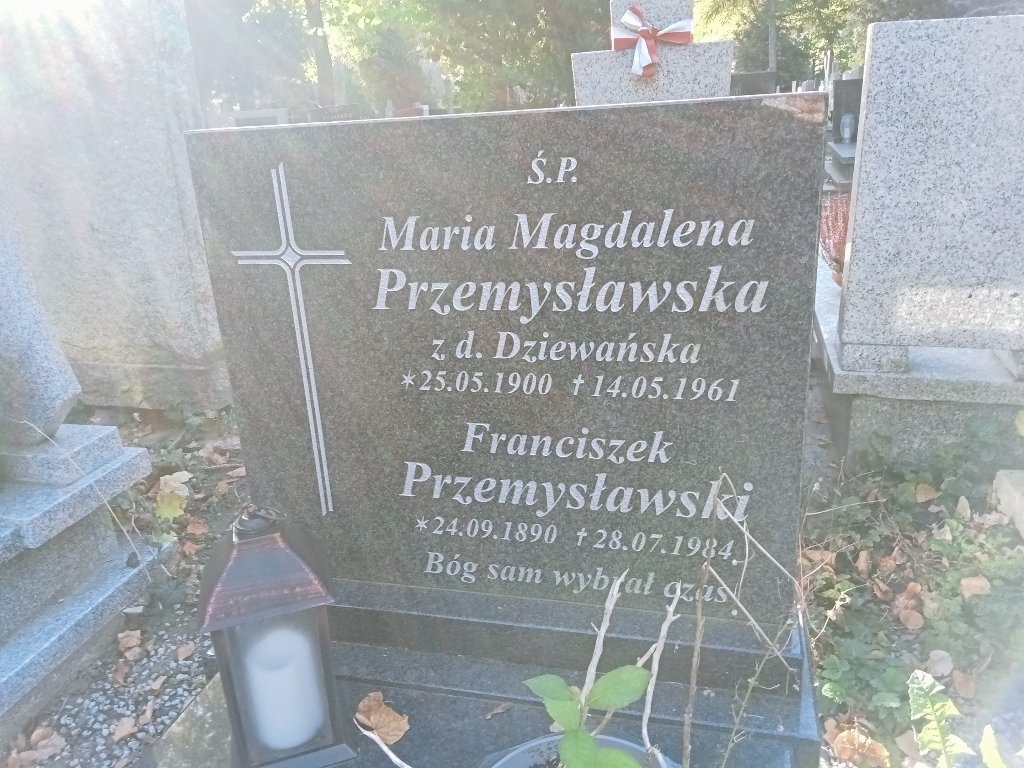 Ś.P.
Maria Magdalena
Przemysławska
z d. Dziewańska
*25.05.1900 †14.05.1961
Franciszek
Przemysławski
*24.09.1890 †28.07.1984.
Bóg sam wybrał czas.